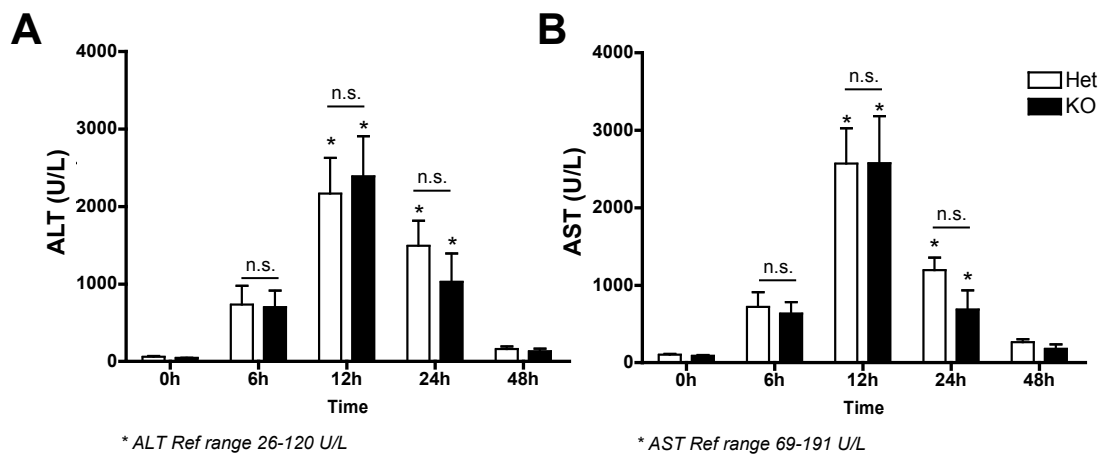 A
ALT (U/L)
4000
3000
2000
1000
0
n.s.
n.s.
* *
n.s.
* *
0h 6h 12h 24h 48h
Time
* ALT Ref range 26-120 U/L
B
AST (U/L)
4000
3000
2000
1000
0
n.s.
n.s.
* *
n.s.
* *
0h 6h 12h 24h 48h
Time
* AST Ref range 69-191 U/L
Het
KO